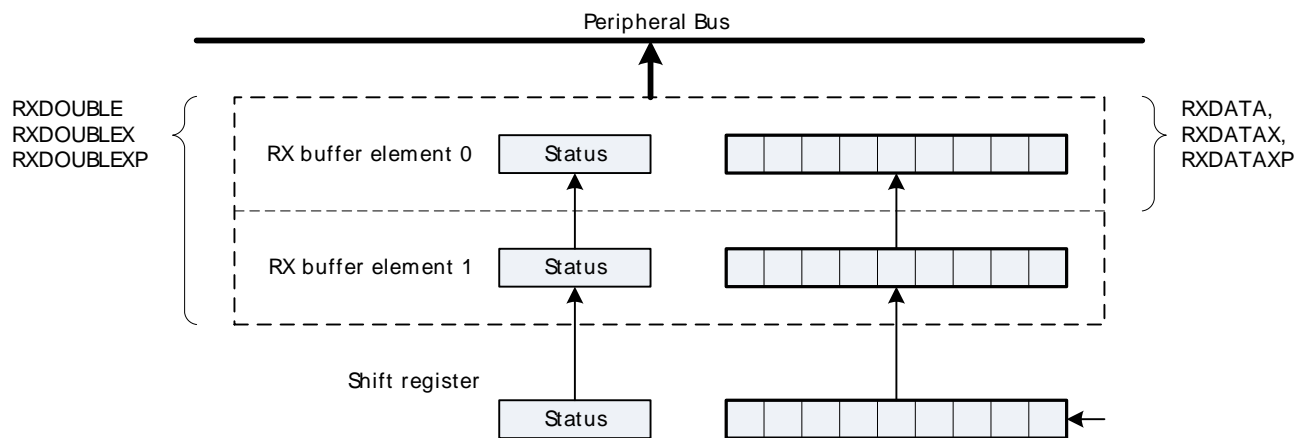 Peripheral Bus
RXDOUBLE
RXDOUBLEX
RXDOUBLEXP
RXDATA,
RXDATAX,
RXDATAXP
RX buffer element 0
Status
RX buffer element 1
Status
Shift register
Status